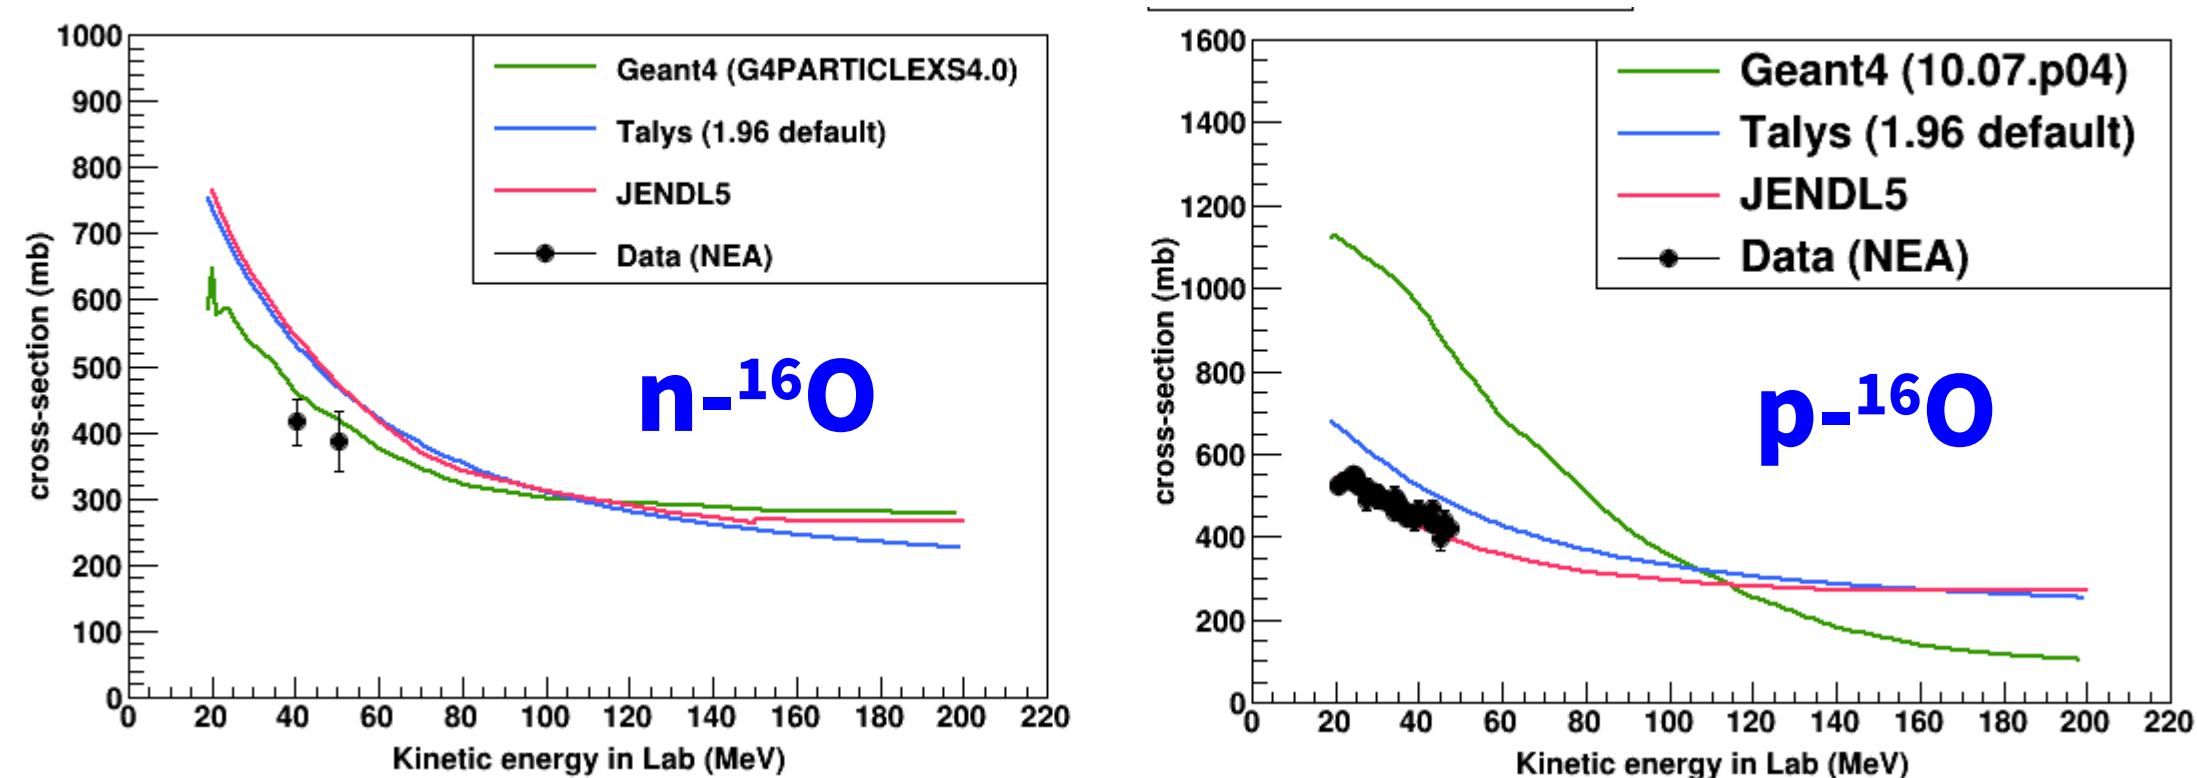 1000
900
800
700
600
500
400
300
200
100
0
cross-section (mb)
Geant4 (G4PARTICLEXS4.0)
Talys (1.96 default)
JENDL5
Data (NEA)
n-¹⁶O
0 20 40 60 80 100 120 140 160 180 200 220
Kinetic energy in Lab (MeV)
1600
1400
1200
1000
800
600
400
200
0
cross-section (mb)
Geant4 (10.07.p04)
Talys (1.96 default)
JENDL5
Data (NEA)
p-¹⁶O
0 20 40 60 80 100 120 140 160 180 200 220
Kinetic energy in Lab (MeV)